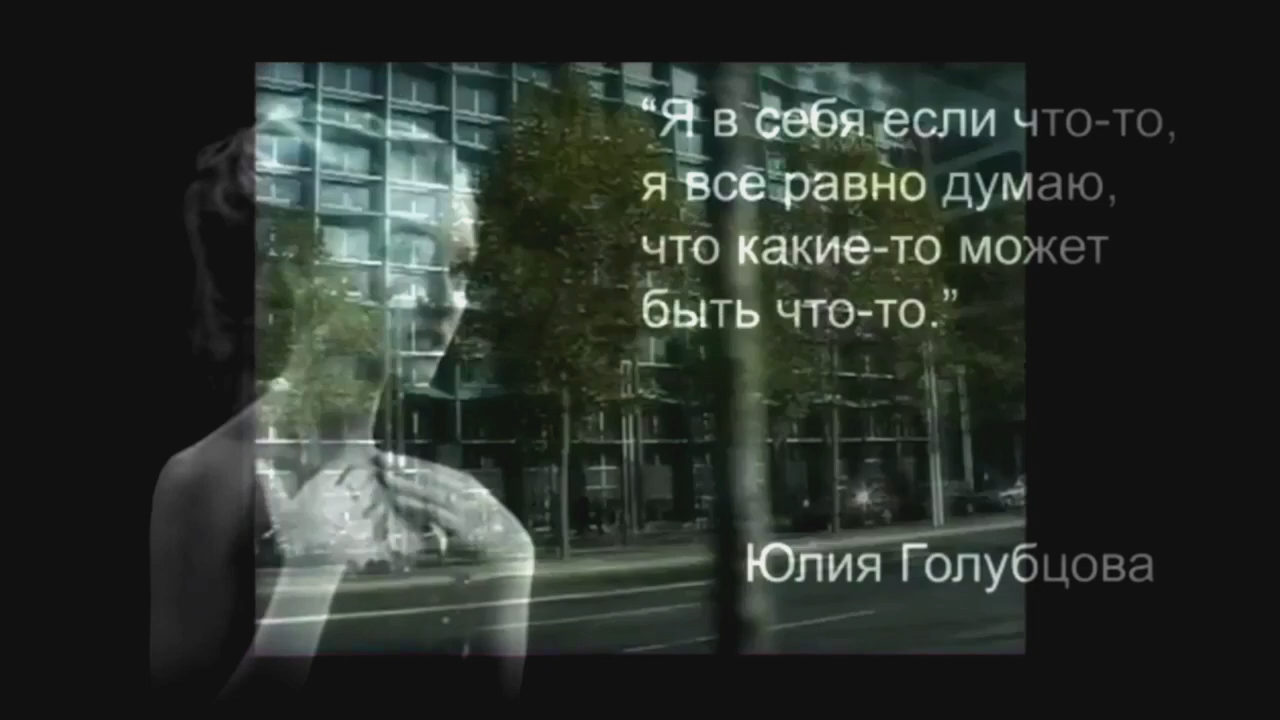 “Я в себя если что-то,
я все равно думаю,
что какие-то может
быть что-то.”
Юлия Голубцова